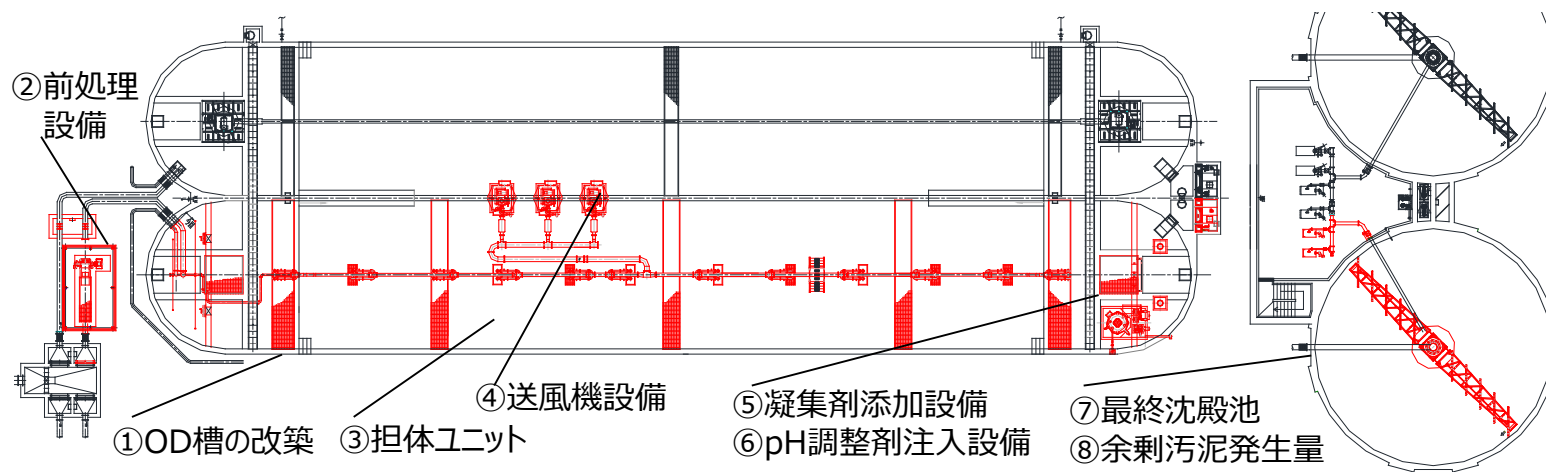 ②前処理
設備
①OD槽の改築
③担体ユニット
④送風機設備
⑤凝集剤添加設備
⑥pH調整剤注入設備
⑦最終沈殿池
⑧余剰汚泥発生量